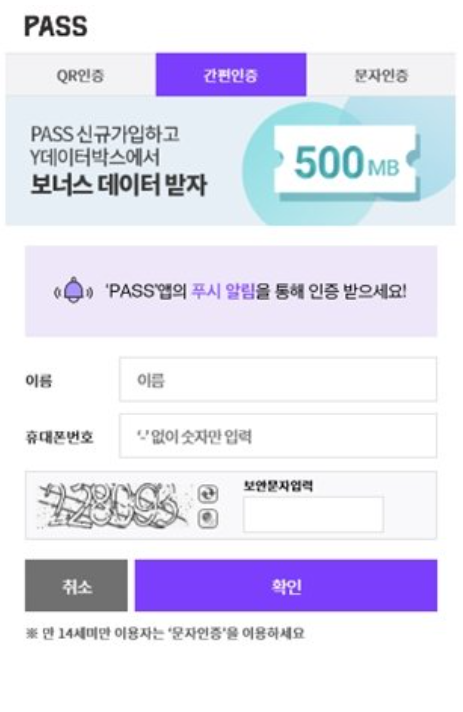 PASS
QR인증 간편인증 문자인증
PASS 신규가입하고
Y데이터박스에서
보너스 데이터 받자
500 MB
'PASS'앱의 푸시 알림을 통해 인증 받으세요!
이름 이름
휴대폰번호 '-' 없이 숫자만 입력
보안문자입력
취소 확인
※ 만 14세미만 이용자는 '문자인증'을 이용하세요